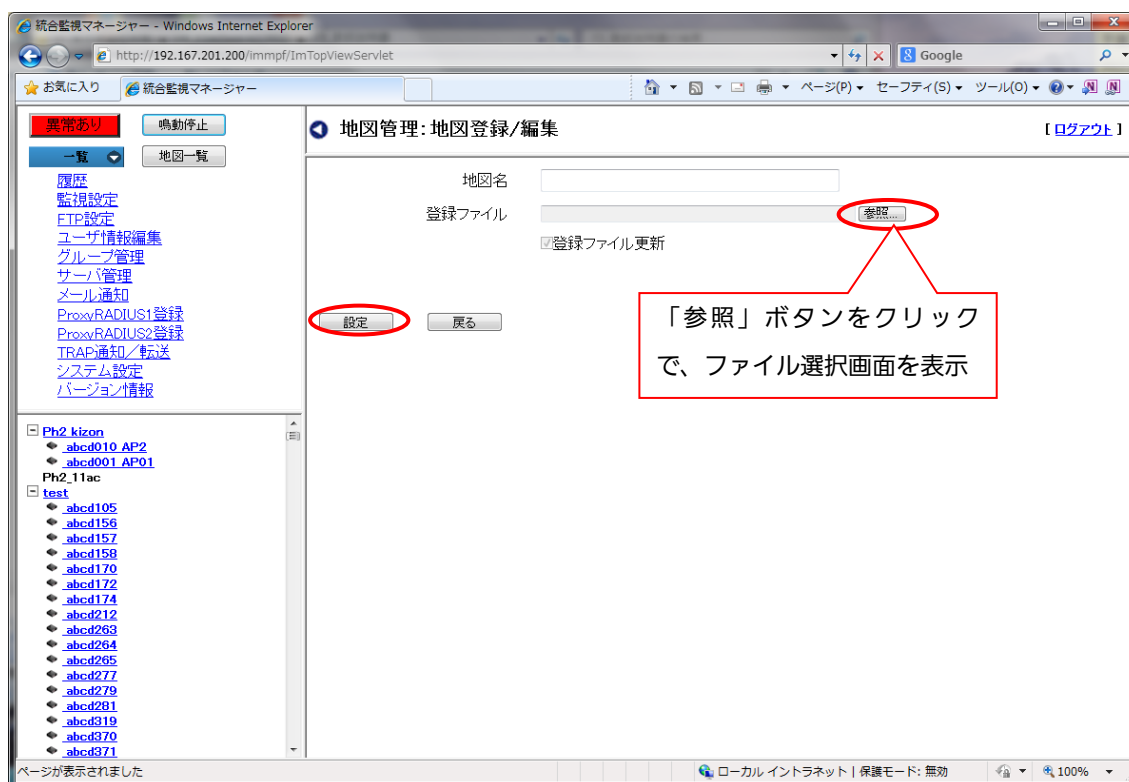 統合監視マネージャー - Windows Internet Explorer
http://192.167.201.200/immpf/ImTopViewServlet
Google
お気に入り
統合監視マネージャー
ページ(P) セーフティ(S) ツール(O)
異常あり 鳴動停止
一覧 地図一覧
履歴
監視設定
FTP設定
ユーザ情報編集
グループ管理
サーバ管理
メール通知
ProxyRADIUS1登録
ProxyRADIUS2登録
TRAP通知／転送
システム設定
バージョン情報
Ph2_kizon
abcd010 AP2
abcd001 AP01
Ph2_11ac
test
abcd105
abcd156
abcd157
abcd158
abcd170
abcd172
abcd174
abcd212
abcd263
abcd264
abcd265
abcd277
abcd279
abcd281
abcd319
abcd370
abcd371
地図管理:地図登録/編集
[ ログアウト ]
地図名
登録ファイル 参照...
登録ファイル更新
設定 戻る
「参照」ボタンをクリック
で、ファイル選択画面を表示
ページが表示されました
ローカル イントラネット | 保護モード: 無効
100%